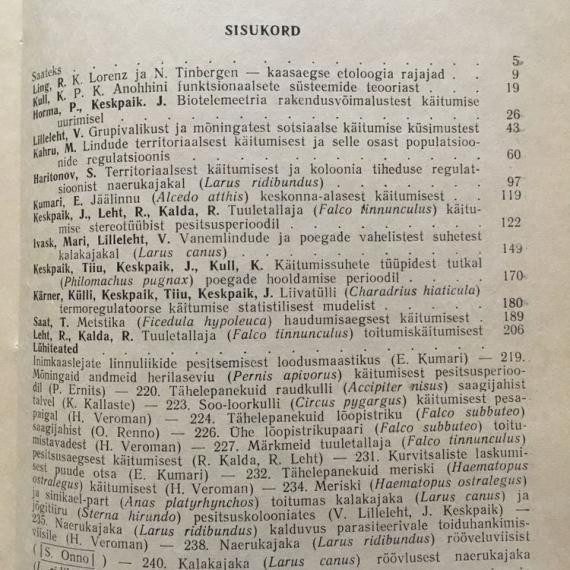 SISUKORD
Saateks . . . . . . . . . . . . . . 5
Ling, R. K. Lorenz ja N. Tinbergen — kaasaegse etoloogia rajajad . . 9
Kull, K. P. K. Anohhini funktsionaalsete süsteemide teooriast . . . 19
Horma, P., Keskpaik. J. Biotelemeetria rakendusvõimalustest käitumise
uurimisel . . . . . . . . . . . . . 26
Lilleleht, V. Grupivalikust ja mõningatest sotsiaalse käitumise küsimustest 43
Kahru, M. Lindude territoriaalsest käitumisest ja selle osast populatsioo-
nide regulatsioonis . . . . . . . . . . . 60
Haritonov, S. Territoriaalsest käitumisest ja koloonia tiheduse regulat-
sioonist naerukajakal (Larus ridibundus) . . . . . . 97
Kumari, E. Jäälinnu (Alcedo atthis) keskonna-alasest käitumisest . . 119
Keskpaik, J., Leht, R., Kalda, R. Tuuletallaja (Falco tinnunculus) käitu-
mise stereotüübist pesitsusperioodil . . . . . . . 122
Ivask, Mari, Lilleleht, V. Vanemlindude ja poegade vahelistest suhetest
kalakajakal (Larus canus) . . . . . . . . . 149
Keskpaik, Tiiu, Keskpaik, J., Kull, K. Käitumissuhete tüüpidest tutkal
(Philomachus pugnax) poegade hooldamise perioodil . . . . 170
Kärner, Külli, Keskpaik, Tiiu, Keskpaik, J. Liivatülli (Charadrius hiaticula)
termoregulatoorse käitumise statistilisest mudelist . . . . 180
Saat, T. Metstika (Ficedula hypoleuca) haudumisaegsest käitumisest . 189
Leht, R., Kalda, R. Tuuletallaja (Falco tinnunculus) toitumiskäitumisest 206
Lühiteated
Inimkaaslejate linnuliikide pesitsemisest loodusmaastikus (E. Kumari) — 219.
Mõningaid andmeid herilaseviu (Pernis apivorus) käitumisest pesitsusperioo-
dil (P. Ernits) — 220. Tähelepanekuid raudkulli (Accipiter nisus) saagijahist
talvel (K. Kallaste) — 223. Soo-loorkulli (Circus pygargus) käitumisest pesa-
paigal (H. Veroman) — 224. Tähelepanekuid lõopistriku (Falco subbuteo)
saagijahist (O. Renno) — 226. Ühe lõopistrikupaari (Falco subbuteo) toitu-
mistavadest (H. Veroman) — 227. Märkmeid tuuletallaja (Falco tinnunculus)
pesitsusaegsest käitumisest (R. Kalda, R. Leht) — 231. Kurvitsaliste laskumi-
sest puude otsa (E. Kumari) — 232. Tähelepanekuid meriski (Haematopus
ostralegus) käitumisest (H. Veroman) — 234. Meriski (Haematopus ostralegus)
ja sinikael-part (Anas platyrhynchos) toitumas kalakajaka (Larus canus) ja
jõgitiiru (Sterna hirundo) pesitsuskolooniates (V. Lilleleht, J. Keskpaik) —
235. Naerukajaka (Larus ridibundus) kalduvus parasiteerivale toiduhankimis-
viisile (H. Veroman) — 238. Naerukajaka (Larus ridibundus) rööveluviisist
(S. Onno) — 240. Kalakajaka (Larus canus) röövlusest naerukajaka